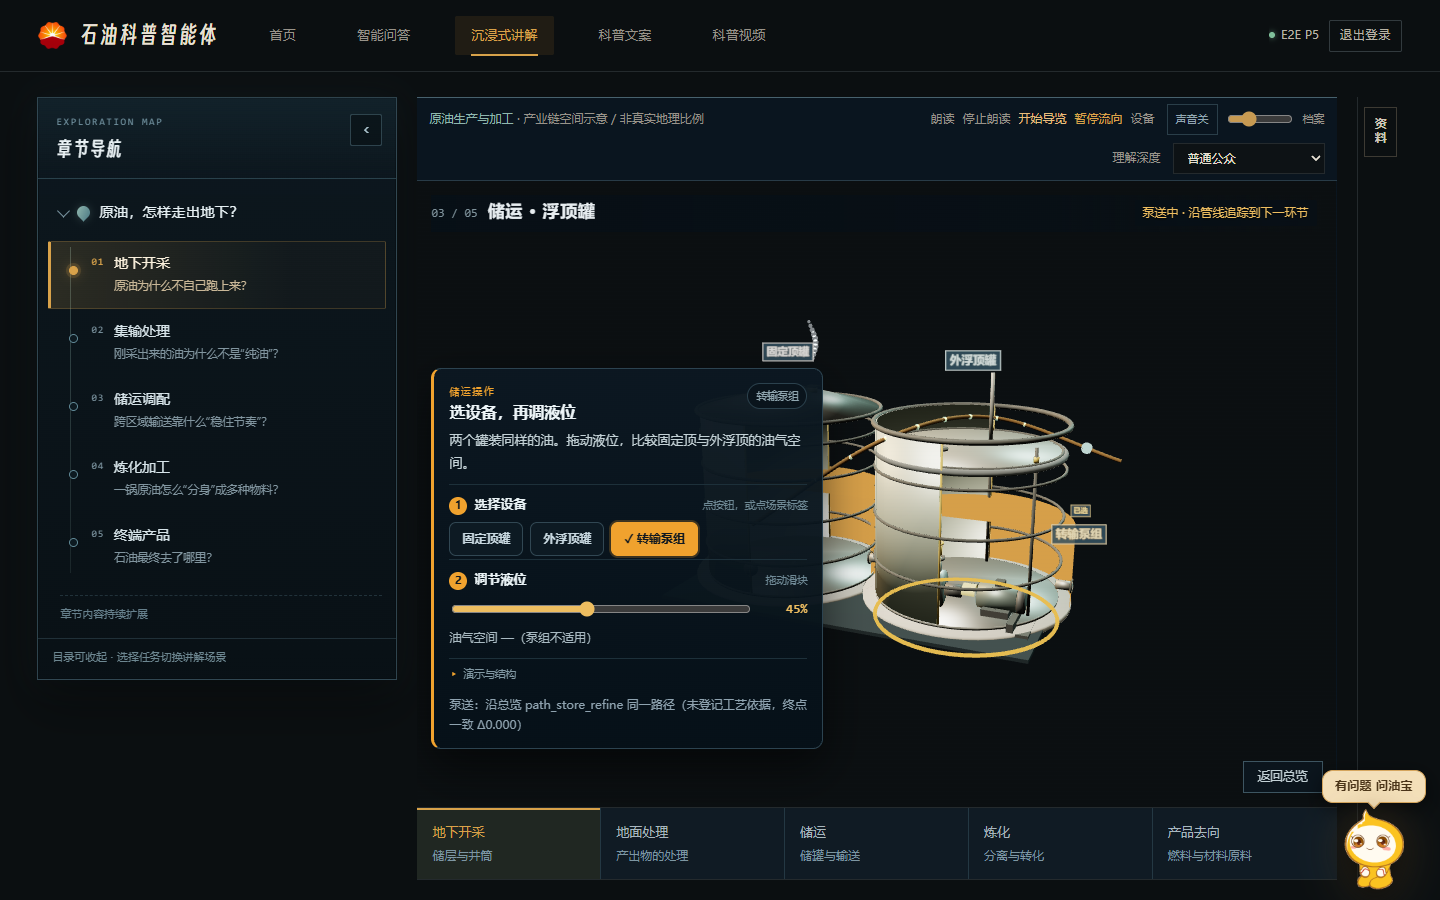 石油科普智能体
首页
智能问答
沉浸式讲解
科普文案
科普视频
E2E P5
退出登录
EXPLORATION MAP
章节导航
原油，怎样走出地下？
01 地下开采
原油为什么不自己跑上来？
02 集输处理
刚采出来的油为什么不是“纯油”？
03 储运调配
跨区域输送靠什么“稳住节奏”？
04 炼化加工
一锅原油怎么“分身”成多种物料？
05 终端产品
石油最终去了哪里？
章节内容持续扩展
目录可收起 · 选择任务切换讲解场景
原油生产与加工 · 产业链空间示意 / 非真实地理比例
朗读 停止朗读 开始导览 暂停流向 设备 声音关 档案
理解深度 普通公众
资料
03 / 05 储运 • 浮顶罐
泵送中 · 沿管线追踪到下一环节
固定顶罐
外浮顶罐
已选
转输泵组
储运操作
选设备，再调液位
转输泵组
两个罐装同样的油。拖动液位，比较固定顶与外浮顶的油气空
间。
1 选择设备
点按钮，或点场景标签
固定顶罐
外浮顶罐
✓ 转输泵组
2 调节液位
拖动滑块
45%
油气空间 —（泵组不适用）
▸ 演示与结构
泵送：沿总览 path_store_refine 同一路径（未登记工艺依据，终点
一致 Δ0.000）
返回总览
有问题 问油宝
地下开采
储层与井筒
地面处理
产出物的处理
储运
储罐与输送
炼化
分离与转化
产品去向
燃料与材料原料